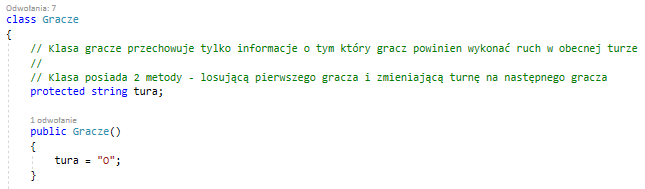 Odwołania: 7
class Gracze
{
// Klasa gracze przechowuje tylko informacje o tym który gracz powinien wykonać ruch w obecnej turze
//
// Klasa posiada 2 metody - losującą pierwszego gracza i zmieniającą turnę na następnego gracza
protected string tura;
1 odwołanie
public Gracze()
{
tura = "O";
}